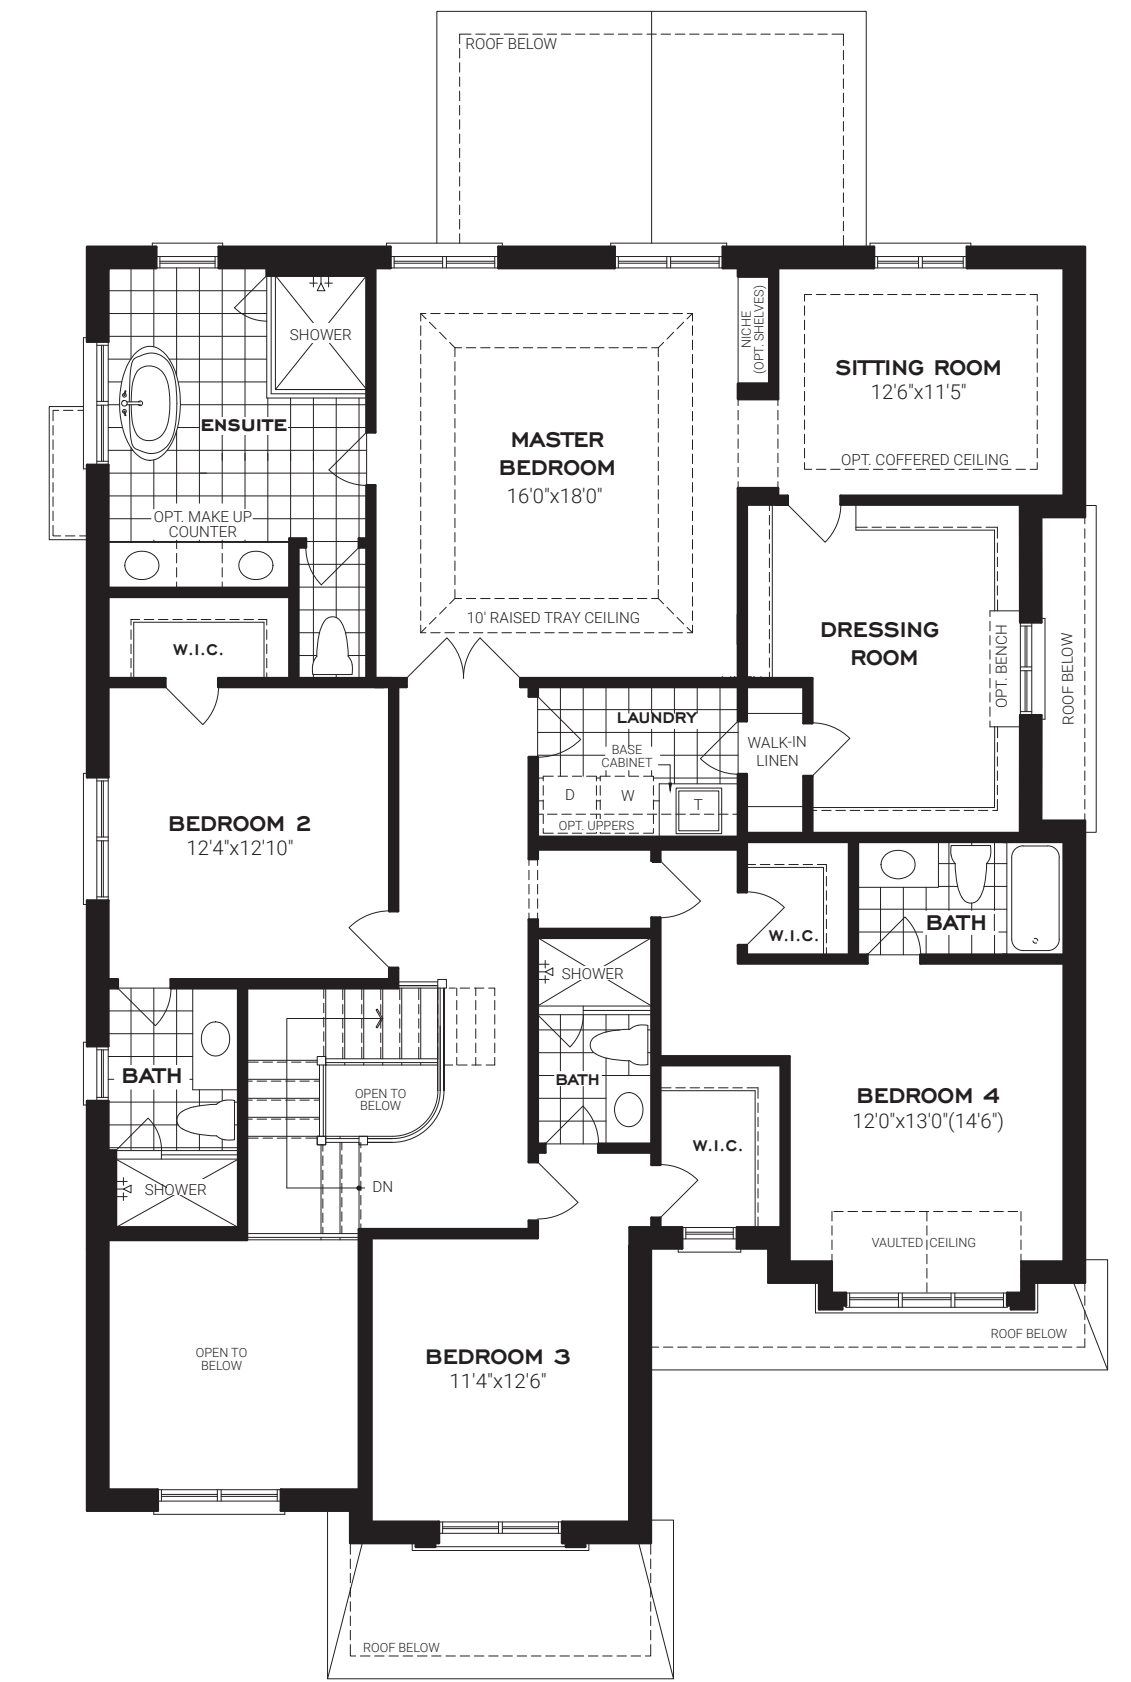 ROOF BELOW
SHOWER
NICHE
(OPT. SHELVES)
SITTING ROOM
12'6"x11'5"
OPT. COFFERED CEILING
ENSUITE
MASTER
BEDROOM
16'0"x18'0"
OPT. MAKE UP
COUNTER
10' RAISED TRAY CEILING
W.I.C.
DRESSING
ROOM
OPT. BENCH
ROOF BELOW
LAUNDRY
BASE
CABINET
WALK-IN
LINEN
D
W
T
OPT. UPPERS
BEDROOM 2
12'4"x12'10"
W.I.C.
BATH
SHOWER
BATH
OPEN TO
BELOW
BATH
BEDROOM 4
12'0"x13'0"(14'6")
W.I.C.
SHOWER
DN
VAULTED CEILING
ROOF BELOW
OPEN TO
BELOW
BEDROOM 3
11'4"x12'6"
ROOF BELOW